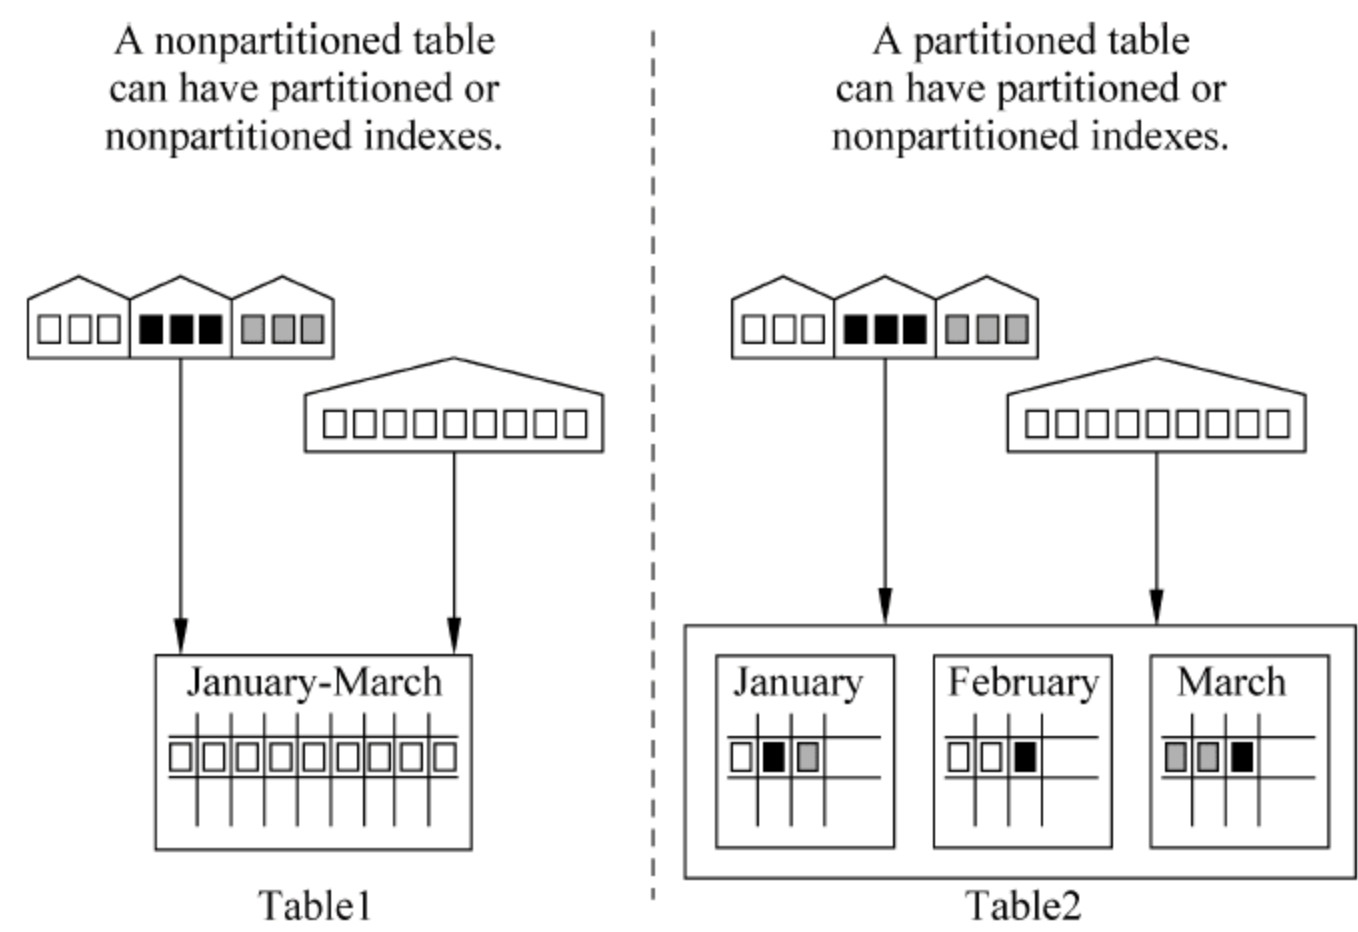 A nonpartitioned table
can have partitioned or
nonpartitioned indexes.
A partitioned table
can have partitioned or
nonpartitioned indexes.
January-March
January
February
March
Table1
Table2